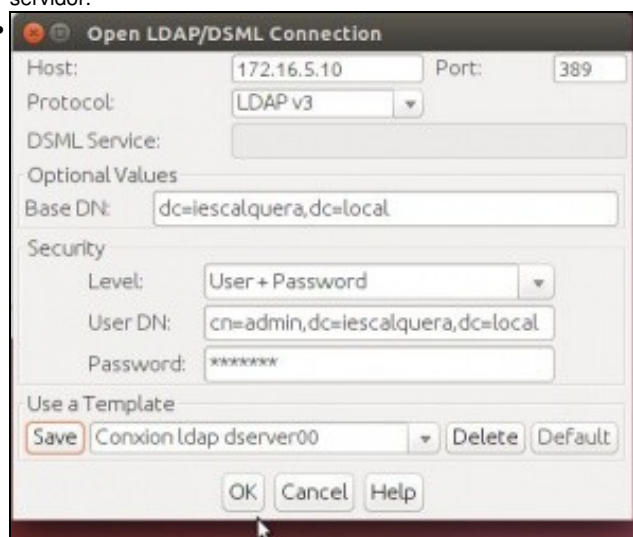 servidor.
Open LDAP/DSML Connection
Host: 172.16.5.10 Port: 389
Protocol: LDAP v3
DSML Service:
Optional Values
Base DN: dc=iescalquera,dc=local
Security
Level: User + Password
User DN: cn=admin,dc=iescalquera,dc=local
Password: *******
Use a Template
Save Conxion ldap dserver00 Delete Default
OK Cancel Help